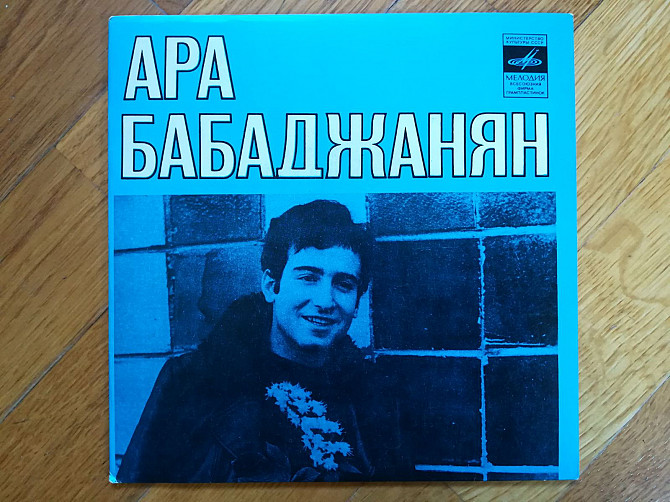 АРА
БАБАДЖАНЯН
МИНИСТЕРСТВО
КУЛЬТУРЫ СССР
МЕЛОДИЯ
ВСЕСОЮЗНАЯ
ФИРМА
ГРАМПЛАСТИНОК